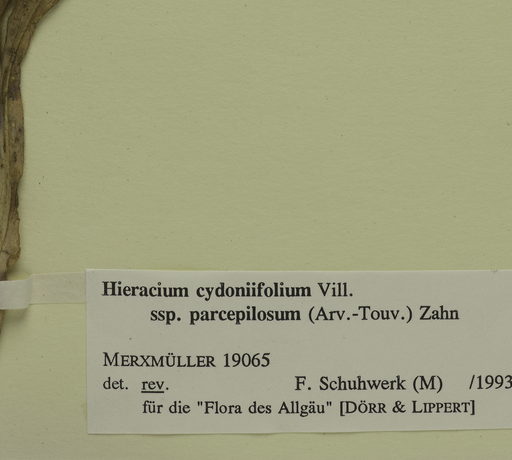 Hieracium cydoniifolium Vill.
ssp. parcepilosum (Arv.-Touv.) Zahn
MERXMÜLLER 19065
det. rev. F. Schuhwerk (M) /1993
für die "Flora des Allgäu" [DÖRR & LIPPERT]